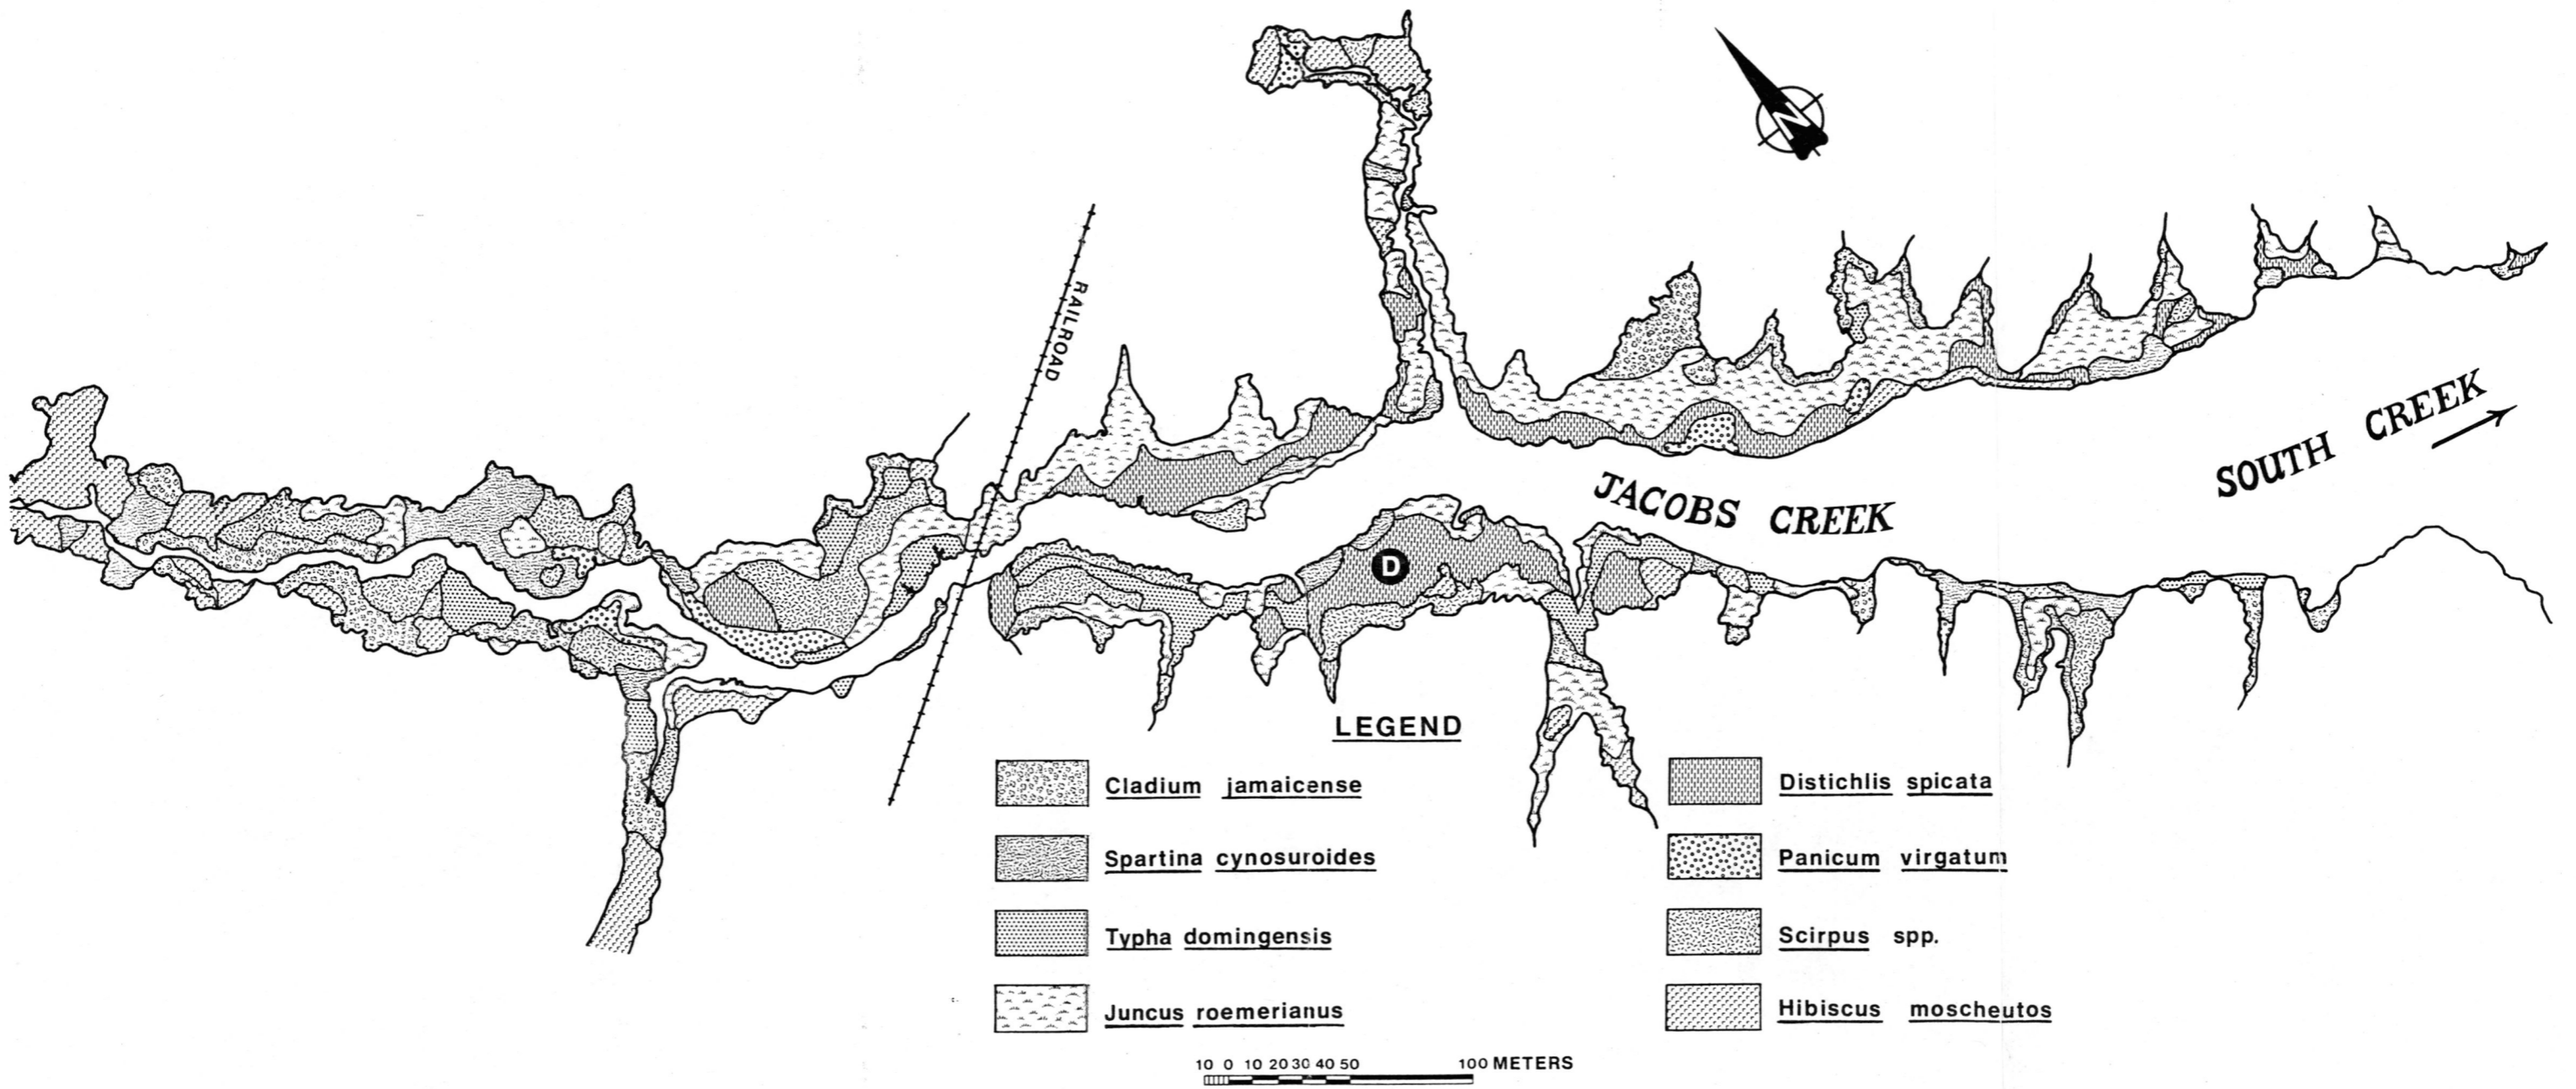 N
RAILROAD
SOUTH CREEK
JACOBS CREEK
D
LEGEND
Cladium jamaicense
Spartina cynosuroides
Typha domingensis
Juncus roemerianus
Distichlis spicata
Panicum virgatum
Scirpus spp.
Hibiscus moscheutos
10 0 10 20 30 40 50 100 METERS